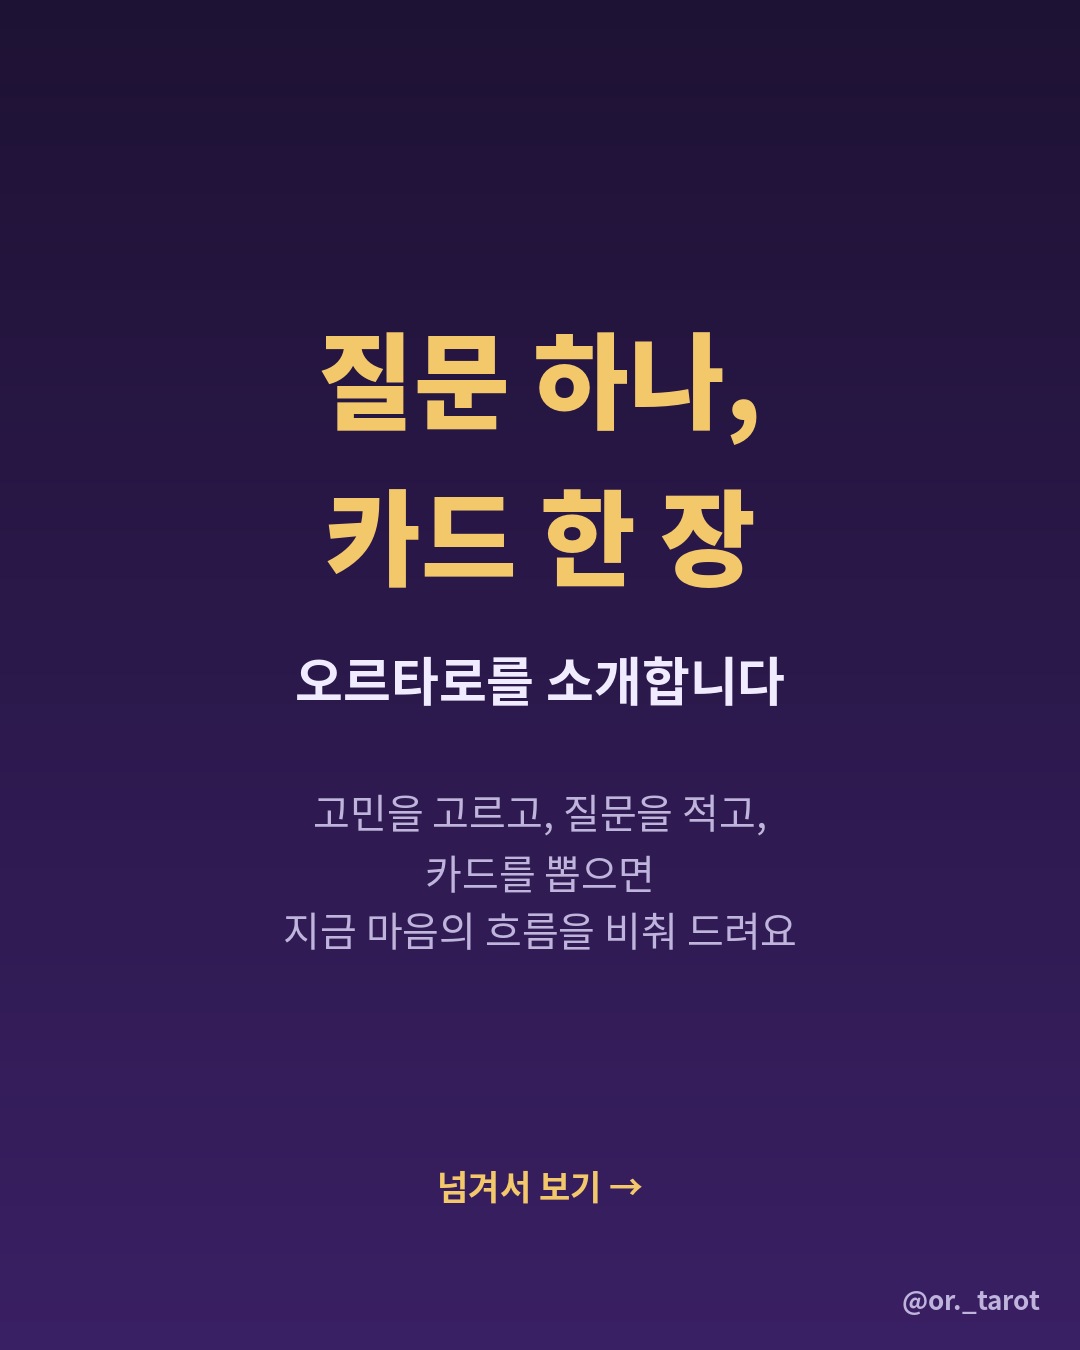 질문 하나,
카드 한 장
오르타로를 소개합니다
고민을 고르고, 질문을 적고,
카드를 뽑으면
지금 마음의 흐름을 비춰 드려요
넘겨서 보기 →
@or._tarot